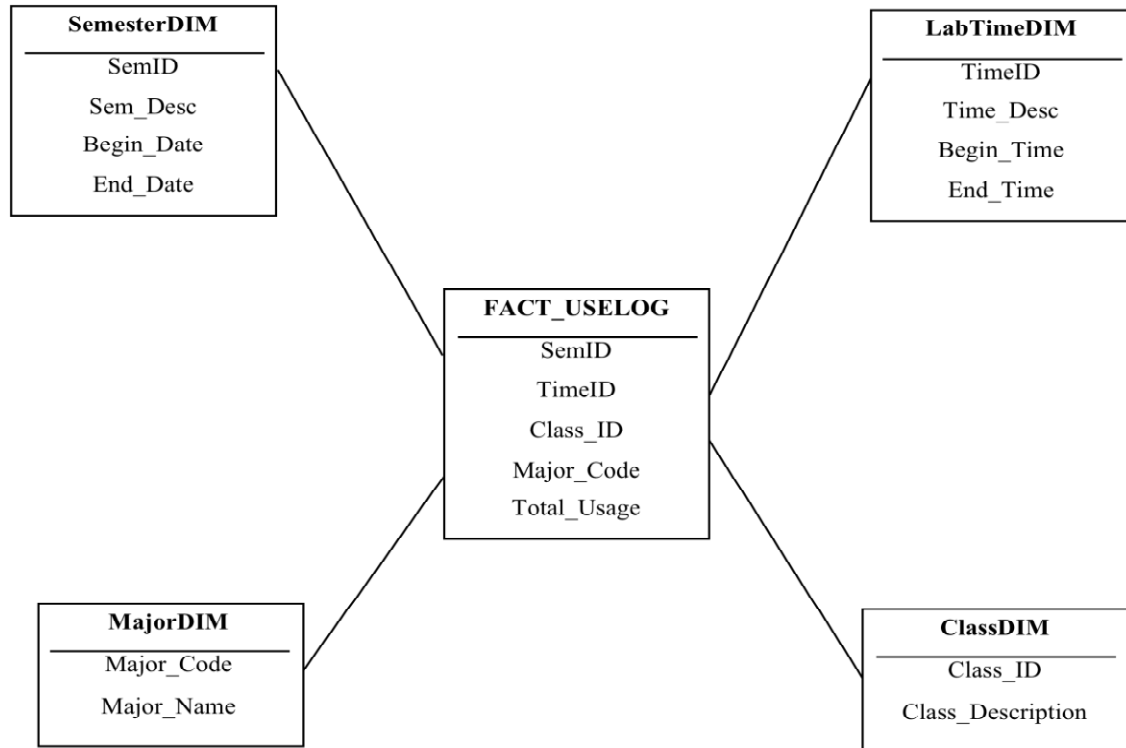 SemesterDIM
SemID
Sem_Desc
Begin_Date
End_Date
LabTimeDIM
TimeID
Time_Desc
Begin_Time
End_Time
FACT_USELOG
SemID
TimeID
Class_ID
Major_Code
Total_Usage
MajorDIM
Major_Code
Major_Name
ClassDIM
Class_ID
Class_Description